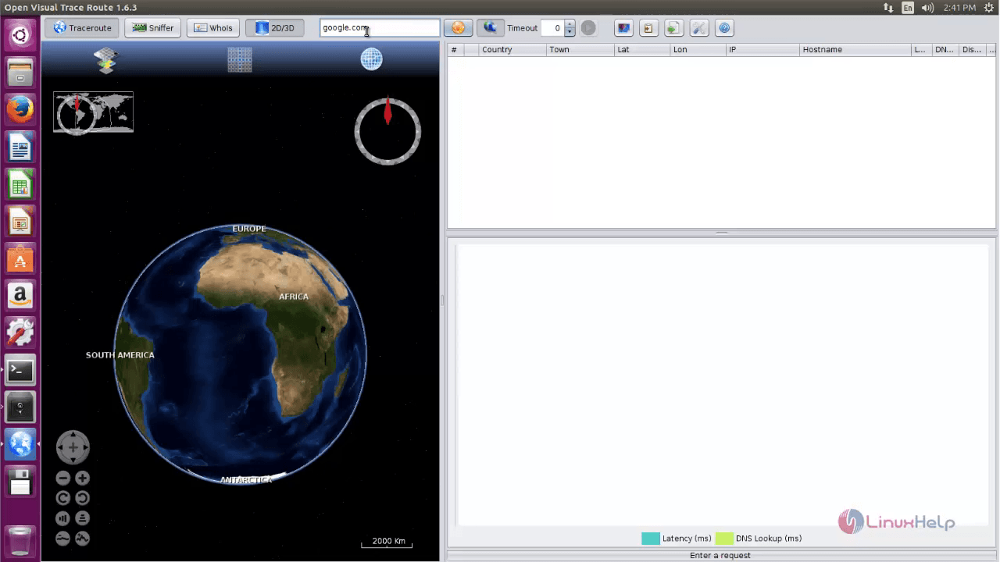 Open Visual Trace Route 1.6.3
En
2:41 PM
Traceroute
Sniffer
Whois
2D/3D
google.com
Timeout
0
# Country Town Lat Lon IP Hostname DN... Dis... ...
EUROPE
AFRICA
SOUTH AMERICA
ANTARCTICA
2000 Km
LinuxHelp
Latency (ms) DNS Lookup (ms)
Enter a request